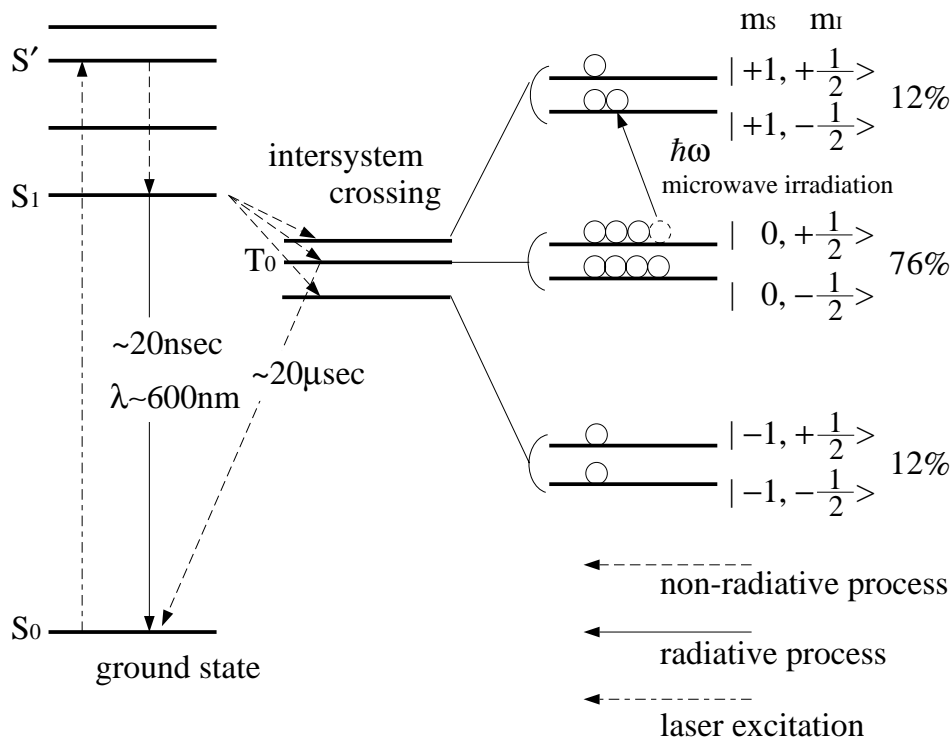 mS mI
S′
| +1, +1/2 >
12%
| +1, −1/2 >
intersystem
crossing
ħω
microwave irradiation
S1
T0
| 0, +1/2 >
76%
| 0, −1/2 >
~20nsec
λ~600nm
~20μsec
| −1, +1/2 >
12%
| −1, −1/2 >
non-radiative process
S0
ground state
radiative process
laser excitation